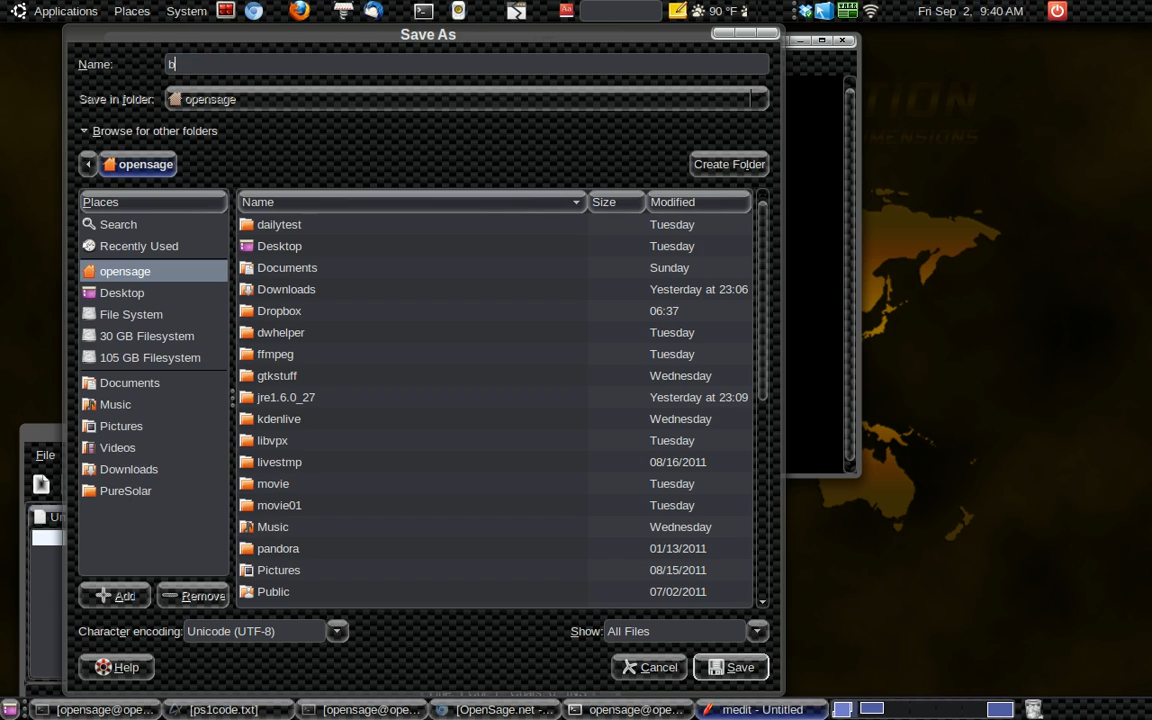 Applications Places System 90 °F Fri Sep 2, 9:40 AM
Save As
Name: b
Save in folder: opensage
Browse for other folders
opensage Create Folder
Places Name Size Modified
Search dailytest Tuesday
Recently Used Desktop Tuesday
opensage Documents Sunday
Desktop Downloads Yesterday at 23:06
File System Dropbox 06:37
30 GB Filesystem dwhelper Tuesday
105 GB Filesystem ffmpeg Tuesday
Documents gtkstuff Wednesday
Music jre1.6.0_27 Yesterday at 23:09
Pictures kdenlive Wednesday
Videos libvpx Tuesday
Downloads livestmp 08/16/2011
PureSolar movie Tuesday
movie01 Tuesday
Music Wednesday
pandora 01/13/2011
Pictures 08/15/2011
Public 07/02/2011
Add Remove
Character encoding: Unicode (UTF-8) Show: All Files
Help Cancel Save
File
Un
TION
IMENSIONS
[opensage@ope... [ps1code.txt] [opensage@ope... [OpenSage.net -... opensage@ope... medit - Untitled